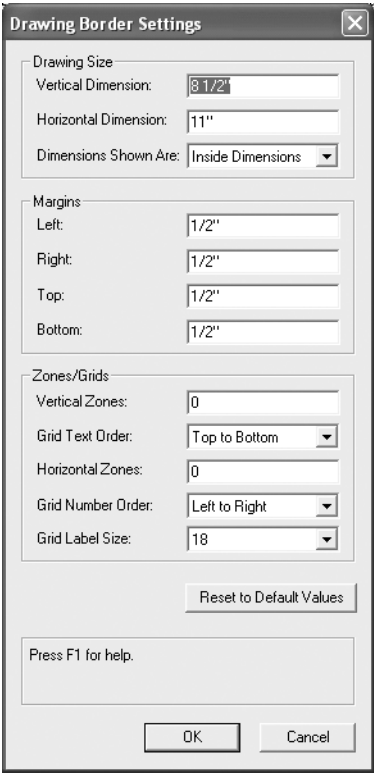 Drawing Border Settings
Drawing Size
Vertical Dimension: 8 1/2"
Horizontal Dimension: 11"
Dimensions Shown Are: Inside Dimensions
Margins
Left: 1/2"
Right: 1/2"
Top: 1/2"
Bottom: 1/2"
Zones/Grids
Vertical Zones: 0
Grid Text Order: Top to Bottom
Horizontal Zones: 0
Grid Number Order: Left to Right
Grid Label Size: 18
Reset to Default Values
Press F1 for help.
OK Cancel